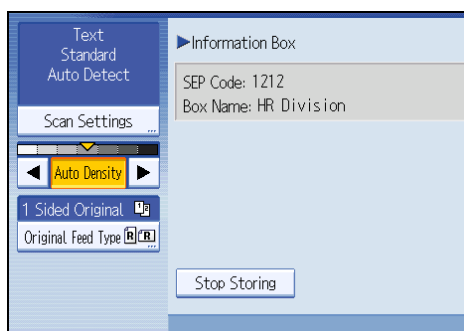 Text
Standard
Auto Detect
Scan Settings
Auto Density
1 Sided Original
Original Feed Type
Information Box
SEP Code: 1212
Box Name: HR Division
Stop Storing